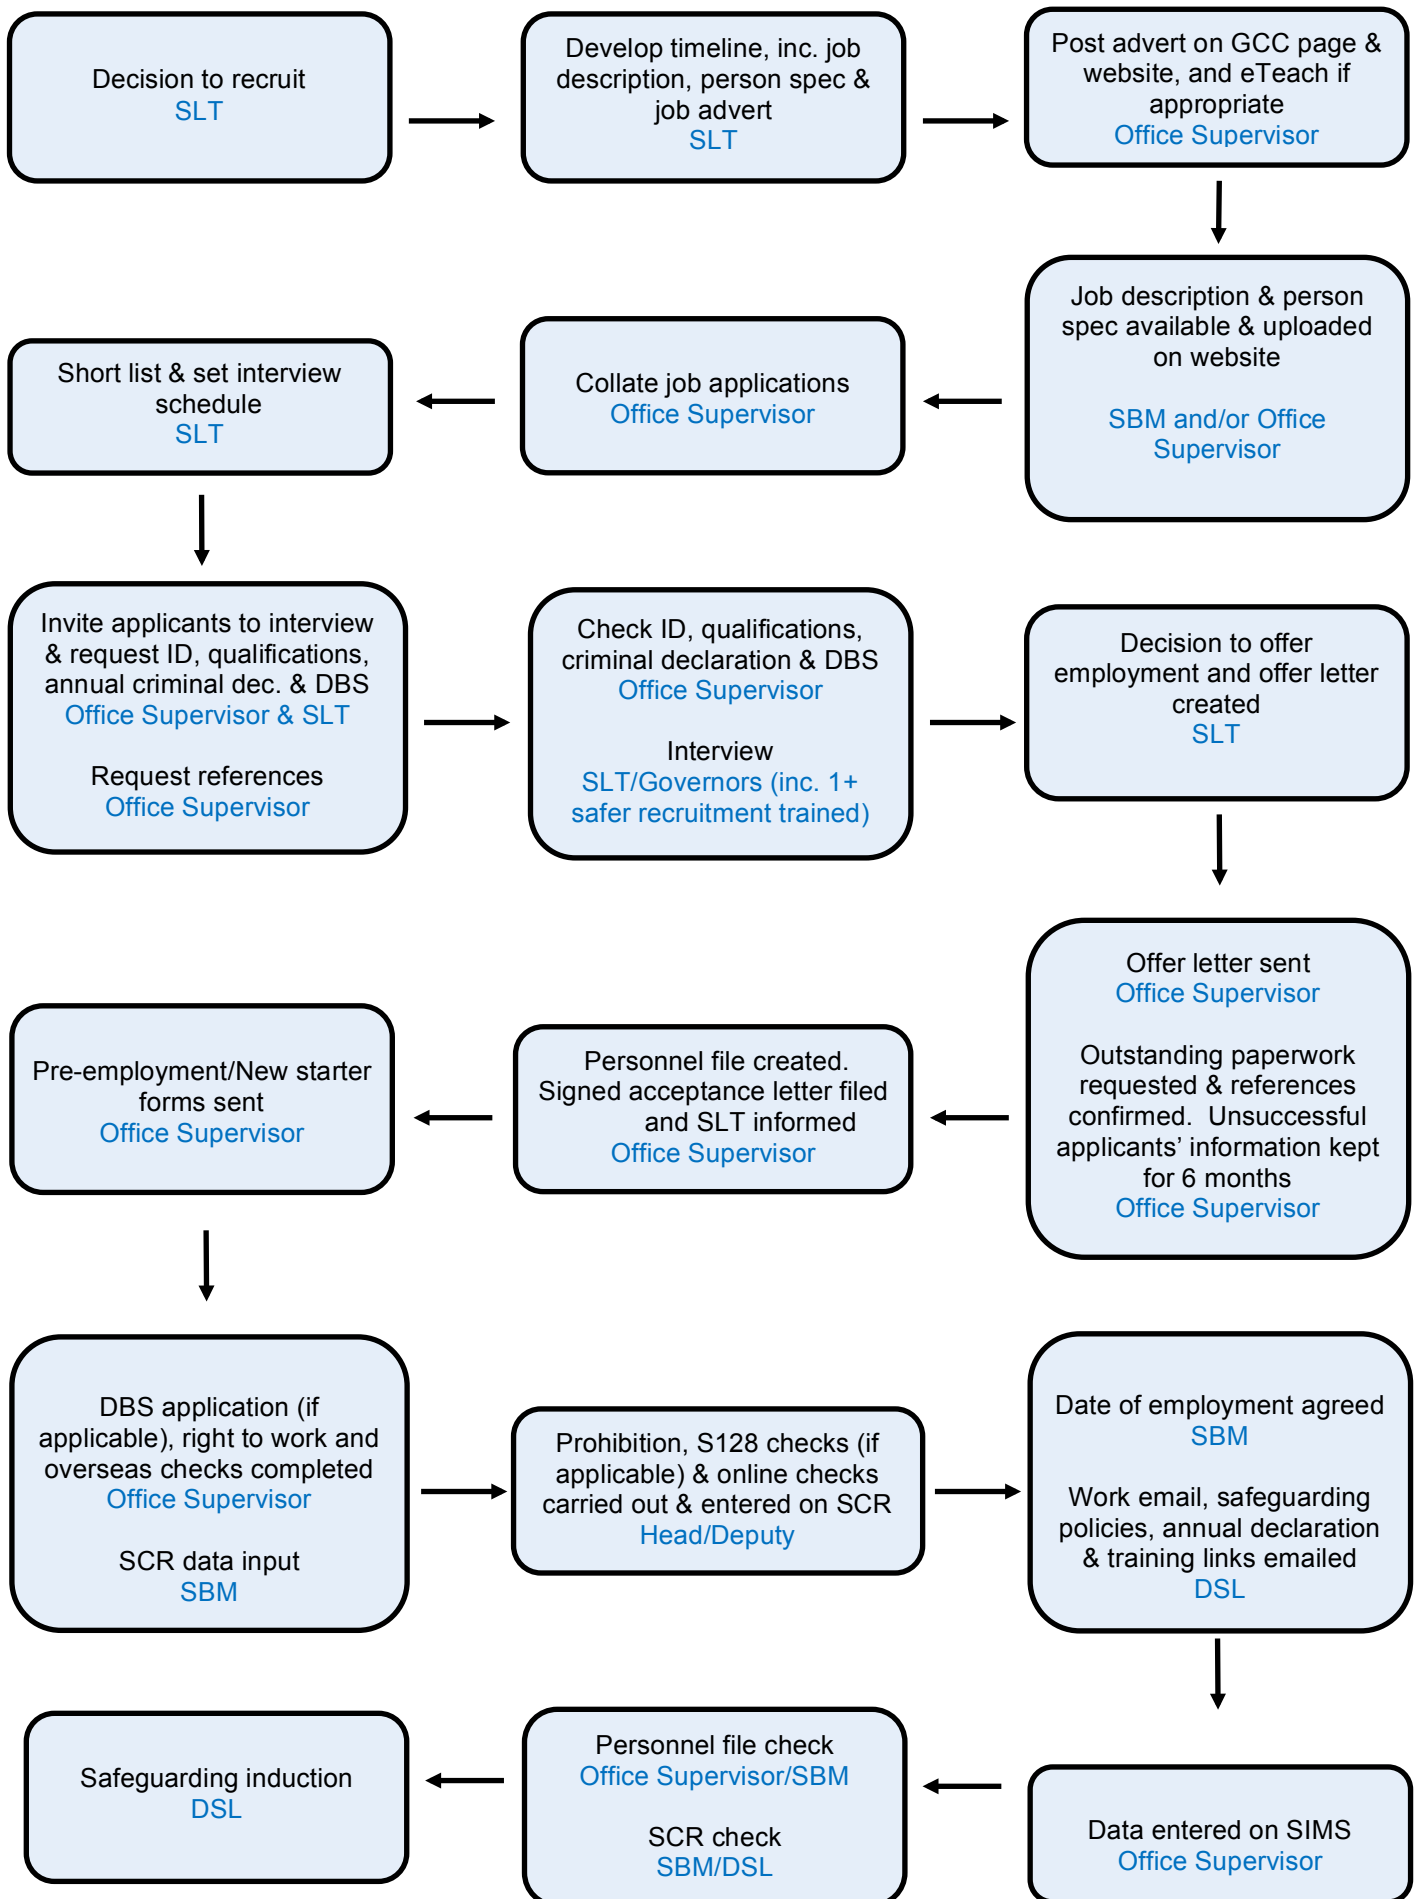 Decision to recruit
SLT
Develop timeline, inc. job
description, person spec &
job advert
SLT
Post advert on GCC page &
website, and eTeach if
appropriate
Office Supervisor
Job description & person
spec available & uploaded
on website
SBM and/or Office
Supervisor
Collate job applications
Office Supervisor
Short list & set interview
schedule
SLT
Invite applicants to interview
& request ID, qualifications,
annual criminal dec. & DBS
Office Supervisor & SLT
Request references
Office Supervisor
Check ID, qualifications,
criminal declaration & DBS
Office Supervisor
Interview
SLT/Governors (inc. 1+
safer recruitment trained)
Decision to offer
employment and offer letter
created
SLT
Offer letter sent
Office Supervisor
Outstanding paperwork
requested & references
confirmed.  Unsuccessful
applicants’ information kept
for 6 months
Office Supervisor
Personnel file created.
Signed acceptance letter filed
and SLT informed
Office Supervisor
Pre-employment/New starter
forms sent
Office Supervisor
DBS application (if
applicable), right to work and
overseas checks completed
Office Supervisor
SCR data input
SBM
Prohibition, S128 checks (if
applicable) & online checks
carried out & entered on SCR
Head/Deputy
Date of employment agreed
SBM
Work email, safeguarding
policies, annual declaration
& training links emailed
DSL
Data entered on SIMS
Office Supervisor
Personnel file check
Office Supervisor/SBM
SCR check
SBM/DSL
Safeguarding induction
DSL